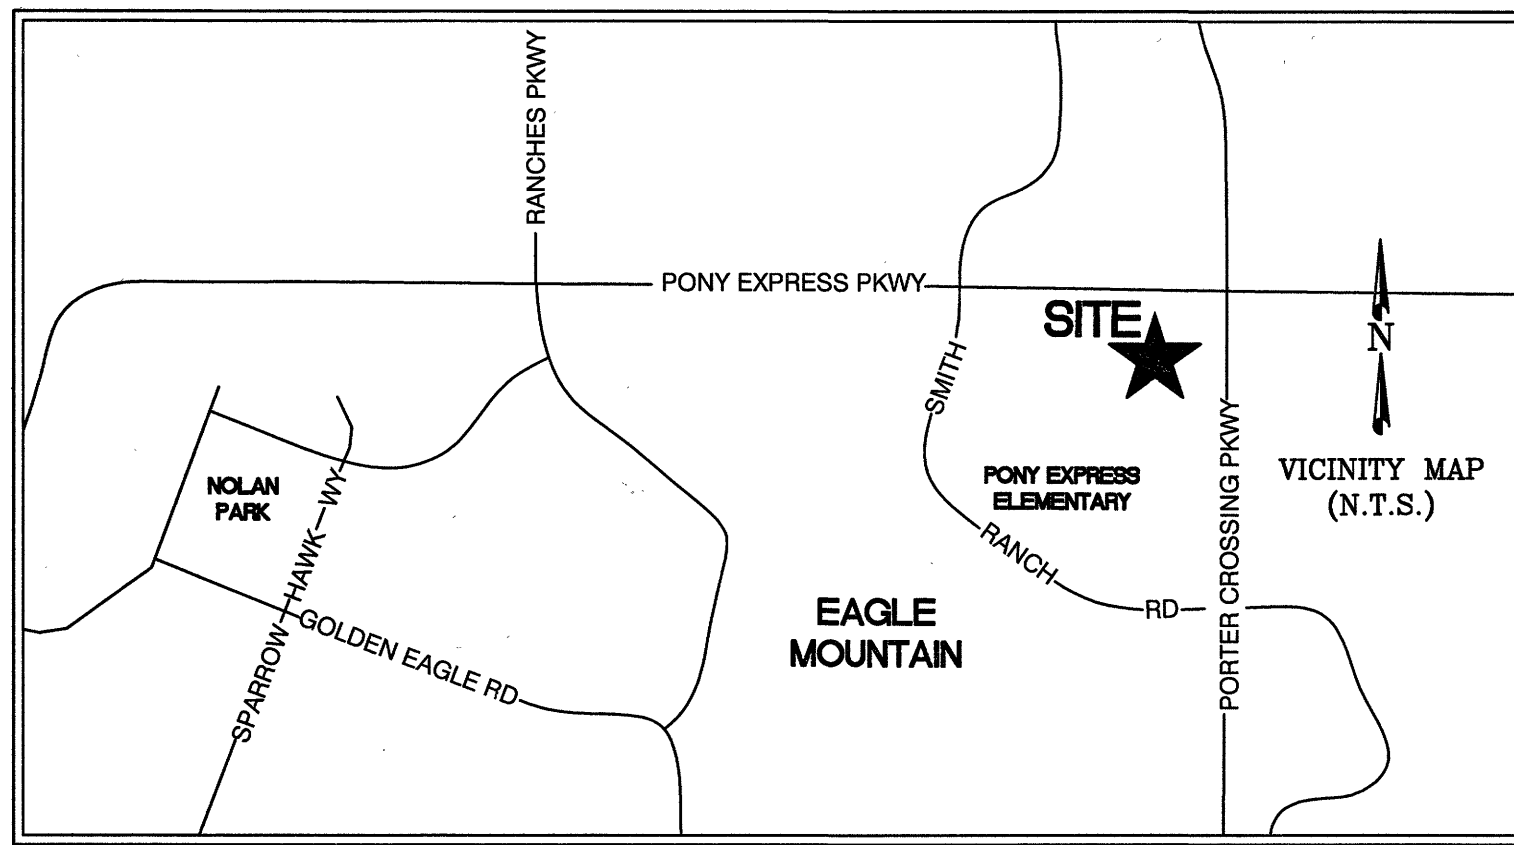 RANCHES PKWY
PONY EXPRESS PKWY
SITE
N
SMITH
RANCH
RD
PORTER CROSSING PKWY
VICINITY MAP
(N.T.S.)
PONY EXPRESS
ELEMENTARY
NOLAN
PARK
SPARROW HAWK WY
GOLDEN EAGLE RD
EAGLE
MOUNTAIN